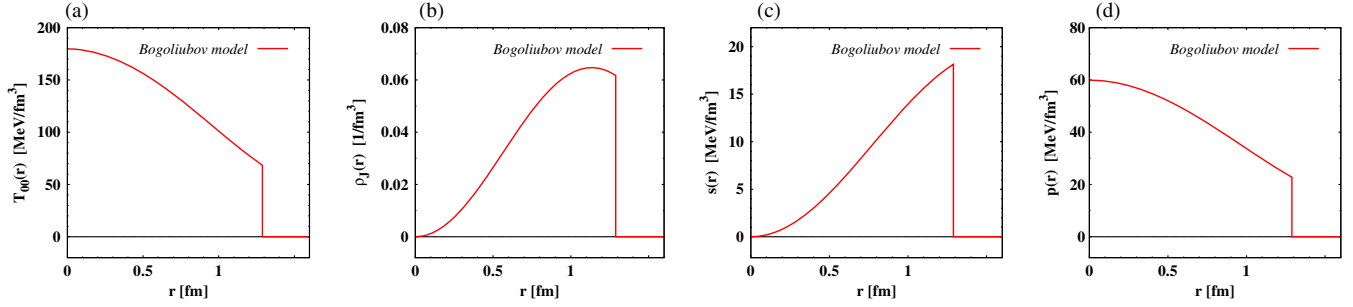 (a)
T₀₀(r) [MeV/fm³]
200
150
100
50
0
Bogoliubov model
0 0.5 1
r [fm]
(b)
ρJ(r) [1/fm³]
0.08
0.06
0.04
0.02
0
Bogoliubov model
0 0.5 1
r [fm]
(c)
s(r) [MeV/fm³]
20
15
10
5
0
Bogoliubov model
0 0.5 1
r [fm]
(d)
p(r) [MeV/fm³]
80
60
40
20
0
Bogoliubov model
0 1
r [fm]